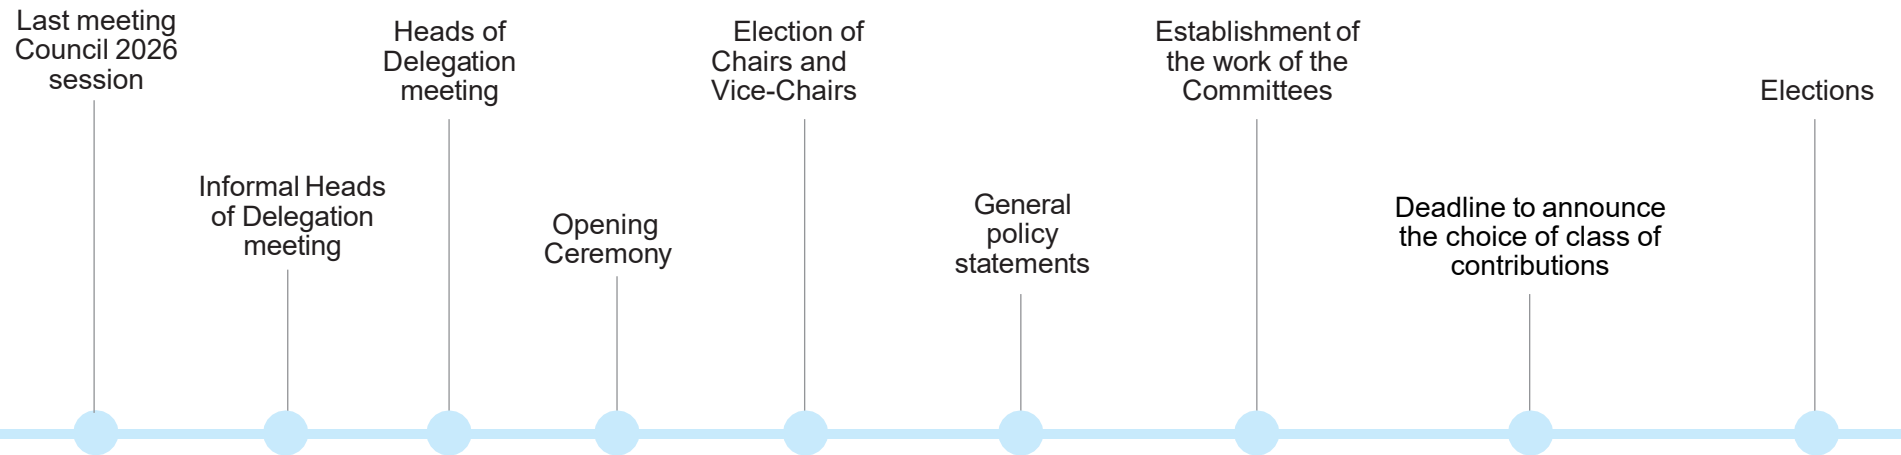 Last meeting
Council 2026
session
Informal Heads
of Delegation
meeting
Heads of
Delegation
meeting
Opening
Ceremony
Election of
Chairs and
Vice-Chairs
General
policy
statements
Establishment of
the work of the
Committees
Deadline to announce
the choice of class of
contributions
Elections